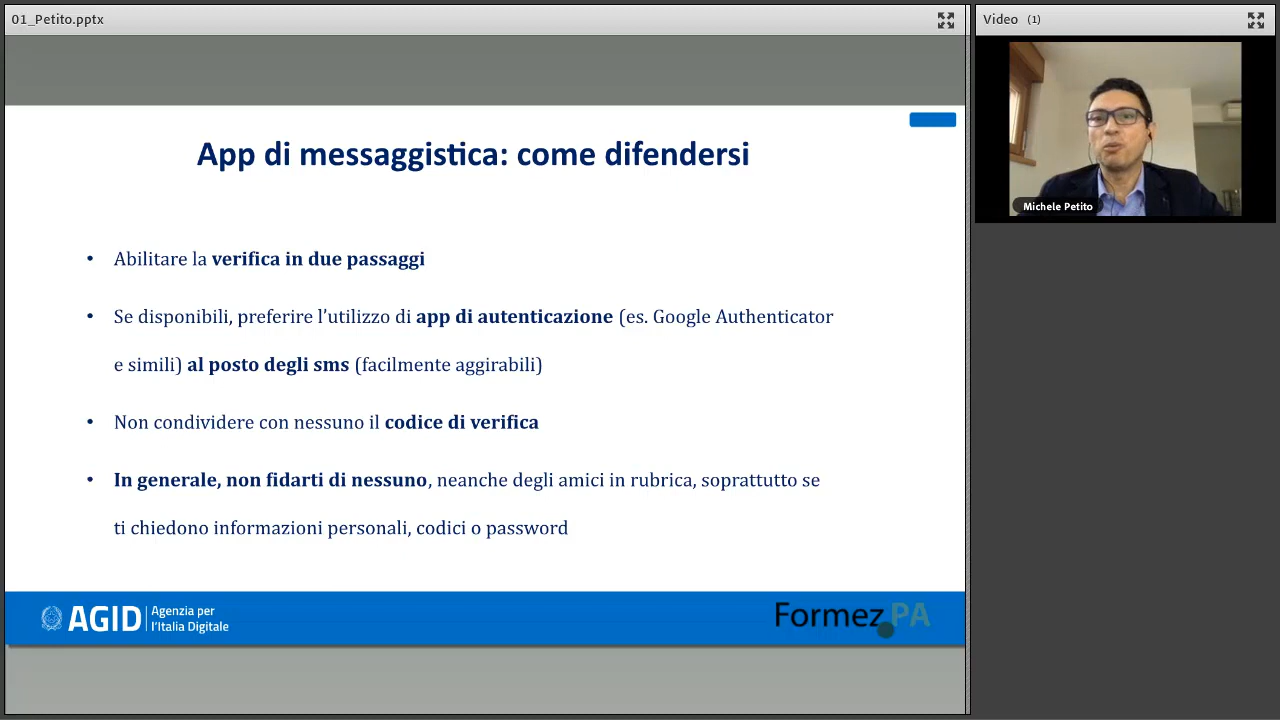 01_Petito.pptx
Video (1)
App di messaggistica: come difendersi
• Abilitare la verifica in due passaggi
• Se disponibili, preferire l’utilizzo di app di autenticazione (es. Google Authenticator
e simili) al posto degli sms (facilmente aggirabili)
• Non condividere con nessuno il codice di verifica
• In generale, non fidarti di nessuno, neanche degli amici in rubrica, soprattutto se
ti chiedono informazioni personali, codici o password
Michele Petito
AGID
Agenzia per
l’Italia Digitale
Formez PA